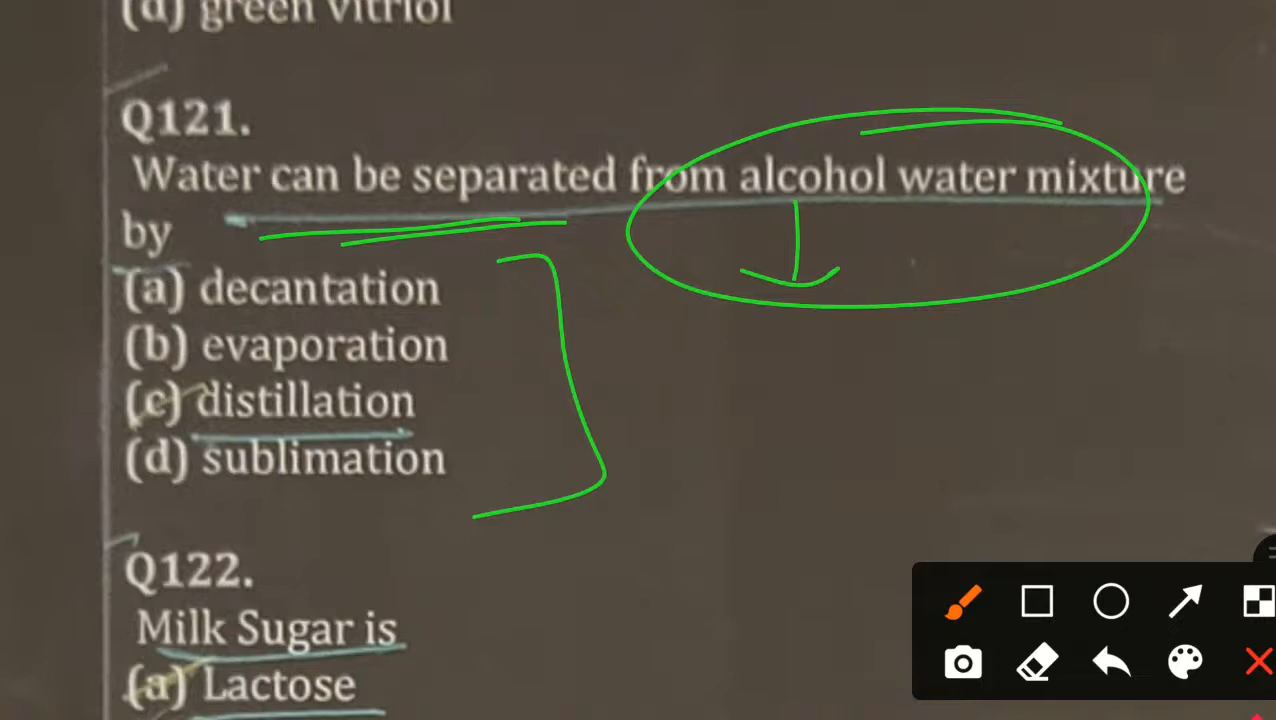 (d) green vitriol
Q121.
Water can be separated from alcohol water mixture
by
(a) decantation
(b) evaporation
(c) distillation
(d) sublimation
Q122.
Milk Sugar is
(a) Lactose